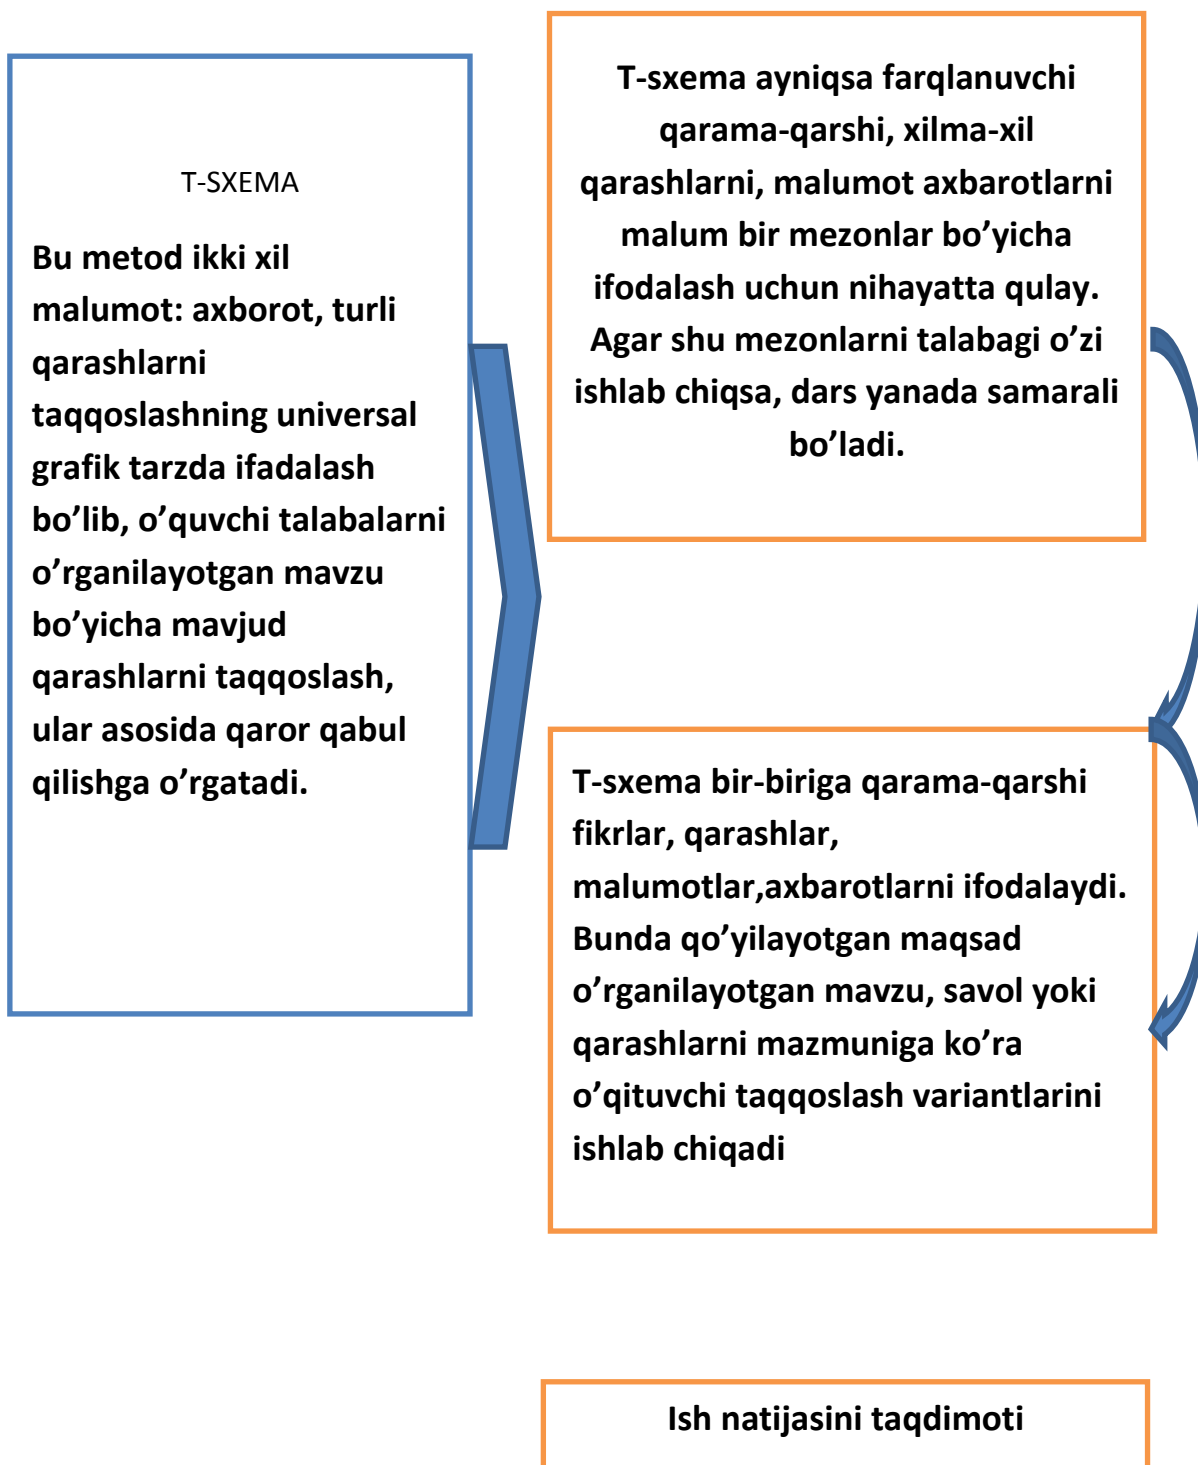 T-SXEMA
Bu metod ikki xil
malumot: axborot, turli
qarashlarni
taqqoslashning universal
grafik tarzda ifadalash
bo’lib, o’quvchi talabalarni
o’rganilayotgan mavzu
bo’yicha mavjud
qarashlarni taqqoslash,
ular asosida qaror qabul
qilishga o’rgatadi.
T-sxema ayniqsa farqlanuvchi
qarama-qarshi, xilma-xil
qarashlarni, malumot axbarotlarni
malum bir mezonlar bo’yicha
ifodalash uchun nihayatta qulay.
Agar shu mezonlarni talabagi o’zi
ishlab chiqsa, dars yanada samarali
bo’ladi.
T-sxema bir-biriga qarama-qarshi
fikrlar, qarashlar,
malumotlar,axbarotlarni ifodalaydi.
Bunda qo’yilayotgan maqsad
o’rganilayotgan mavzu, savol yoki
qarashlarni mazmuniga ko’ra
o’qituvchi taqqoslash variantlarini
ishlab chiqadi
Ish natijasini taqdimoti